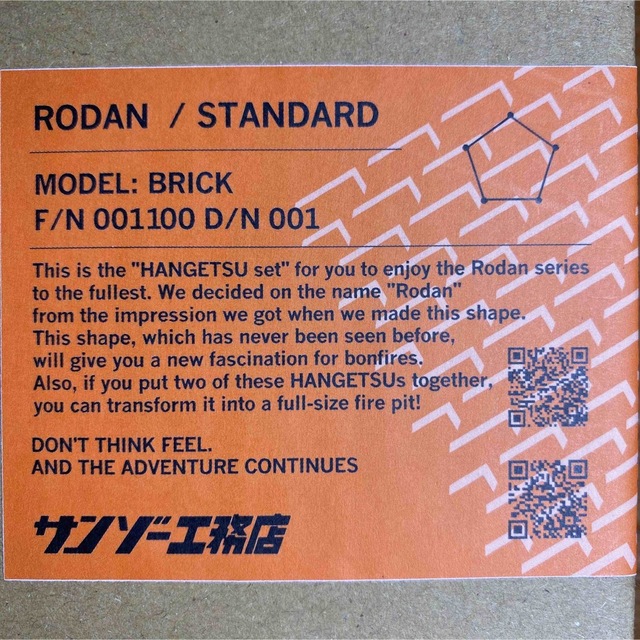 RODAN / STANDARD
MODEL: BRICK
F/N 001100 D/N 001
This is the "HANGETSU set" for you to enjoy the Rodan series
to the fullest. We decided on the name "Rodan"
from the impression we got when we made this shape.
This shape, which has never been seen before,
will give you a new fascination for bonfires.
Also, if you put two of these HANGETSUs together,
you can transform it into a full-size fire pit!
DON'T THINK FEEL.
AND THE ADVENTURE CONTINUES
サンゾー工務店